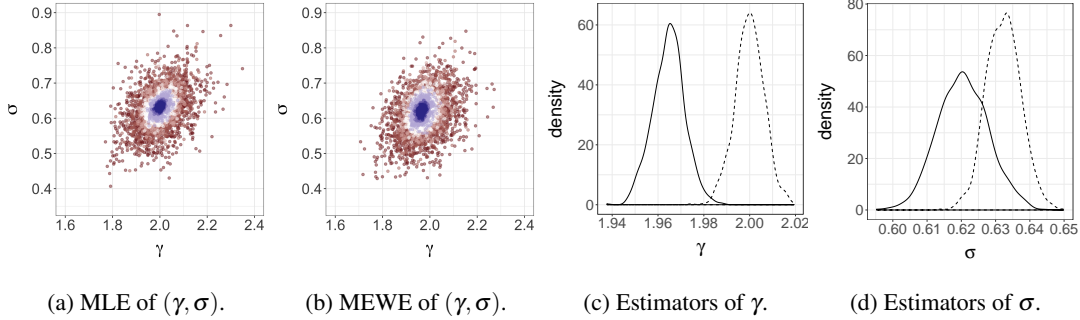 0.9
0.8
0.7
0.6
0.5
0.4
σ
1.6 1.8 2.0 2.2 2.4
γ
(a) MLE of (γ, σ).
0.9
0.8
0.7
0.6
0.5
0.4
σ
1.6 1.8 2.0 2.2 2.4
γ
(b) MEWE of (γ, σ).
60
40
20
0
density
1.94 1.96 1.98 2.00 2.02
γ
(c) Estimators of γ.
80
60
40
20
0
density
0.60 0.61 0.62 0.63 0.65
σ
(d) Estimators of σ.